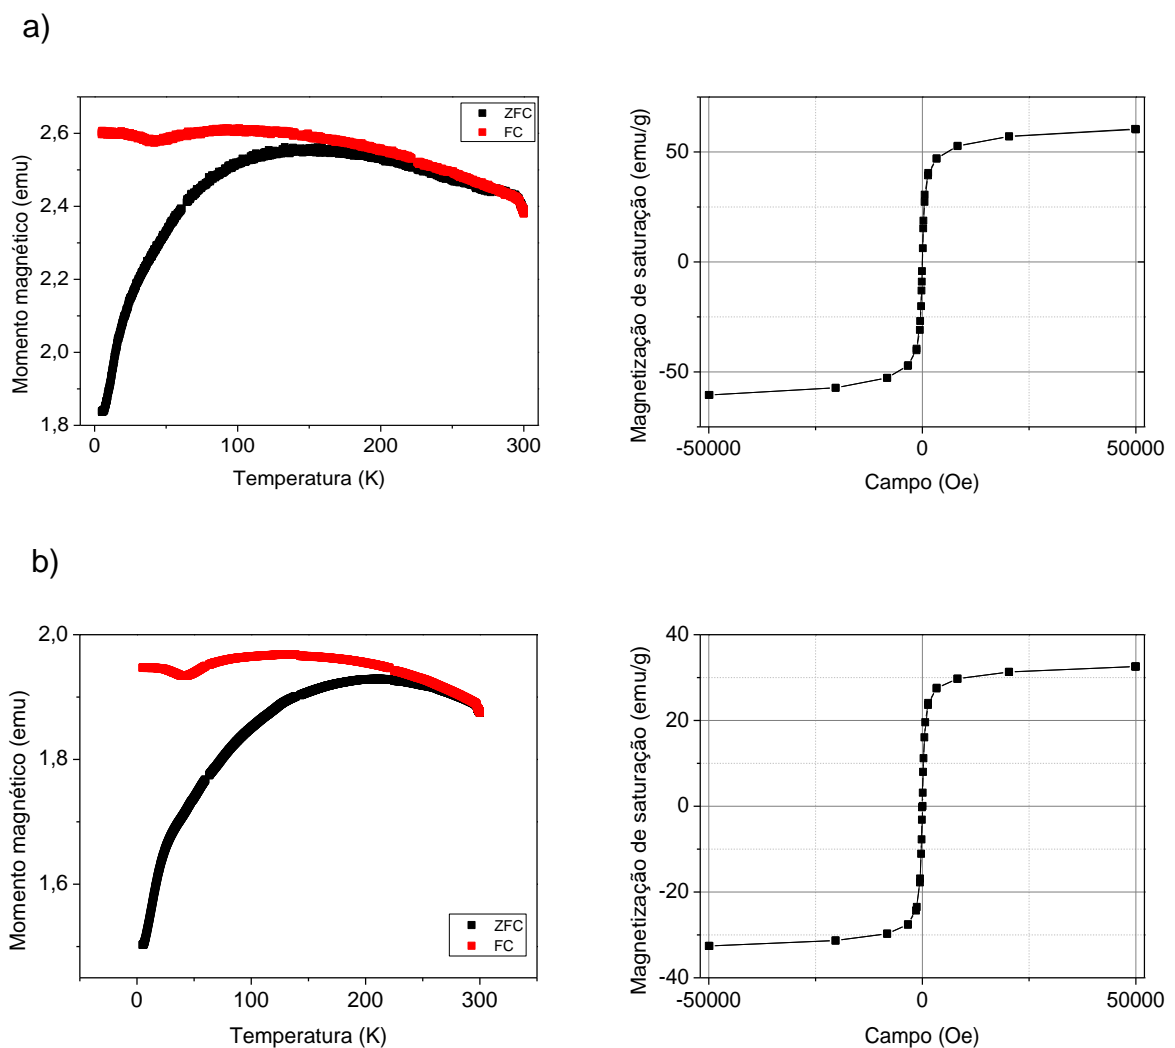 a)
ZFC
FC
2,6
2,4
2,2
2,0
1,8
0
100
200
300
Momento magnético (emu)
Temperatura (K)
50
0
-50
-50000
0
50000
Magnetização de saturação (emu/g)
Campo (Oe)
b)
2,0
1,8
1,6
0
100
200
300
ZFC
FC
Momento magnético (emu)
Temperatura (K)
40
20
0
-20
-40
-50000
0
50000
Magnetização de saturação (emu/g)
Campo (Oe)